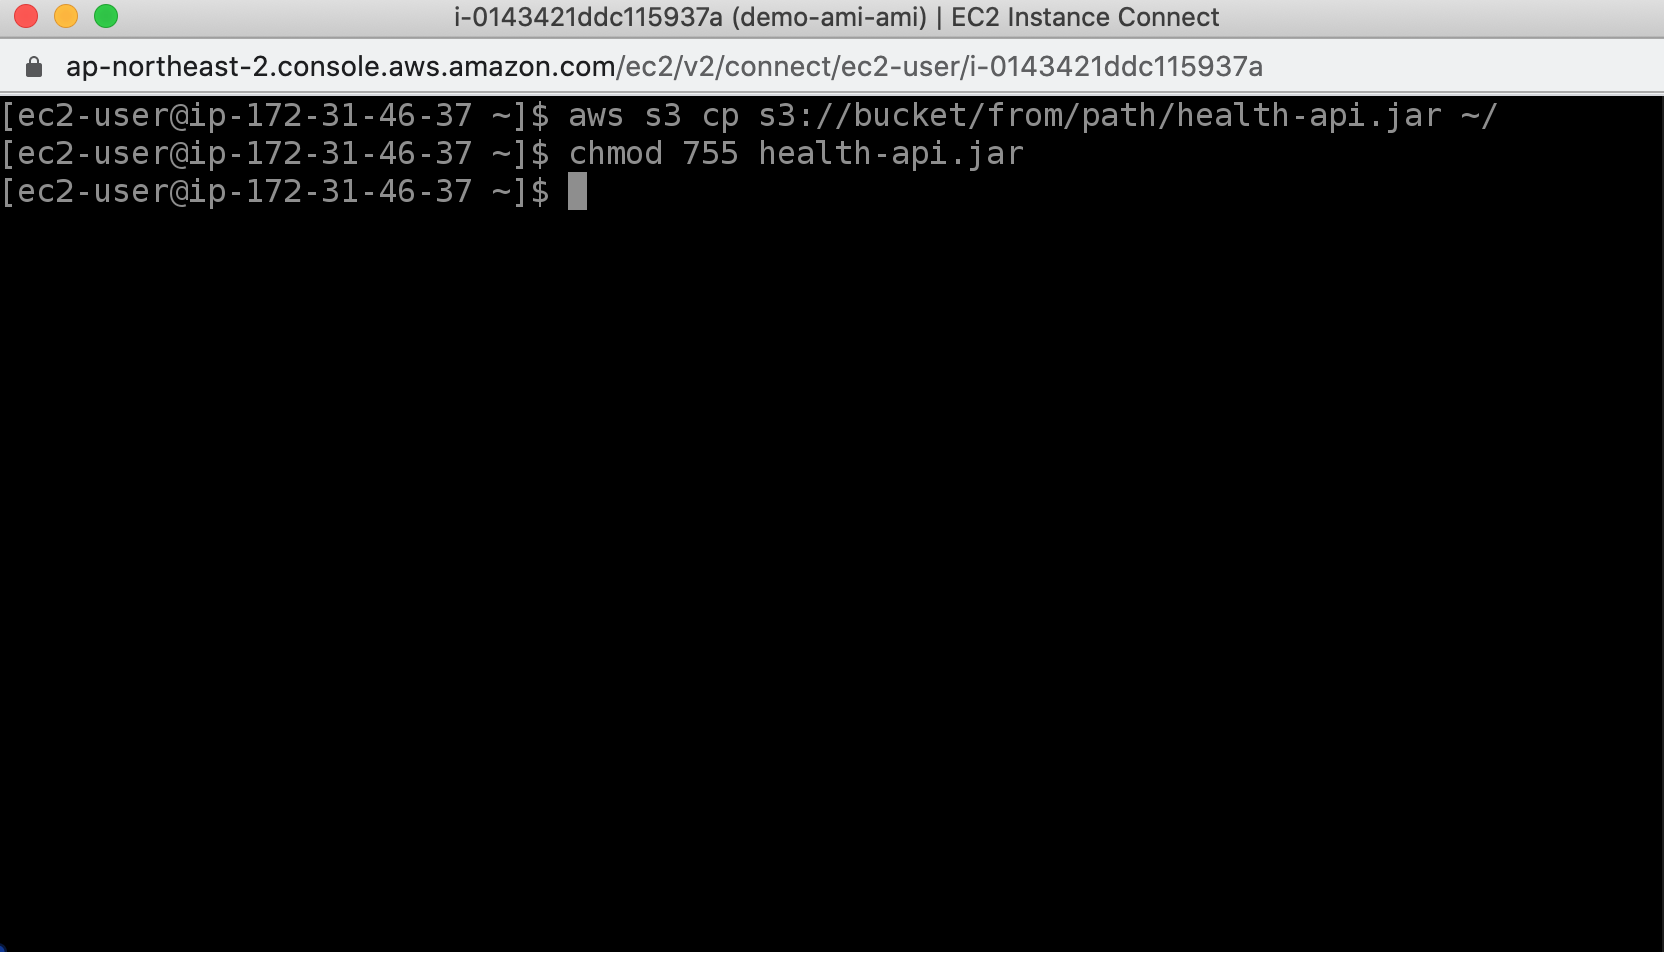 i-0143421ddc115937a (demo-ami-ami) | EC2 Instance Connect
ap-northeast-2.console.aws.amazon.com/ec2/v2/connect/ec2-user/i-0143421ddc115937a
[ec2-user@ip-172-31-46-37 ~]$ aws s3 cp s3://bucket/from/path/health-api.jar ~/
[ec2-user@ip-172-31-46-37 ~]$ chmod 755 health-api.jar
[ec2-user@ip-172-31-46-37 ~]$